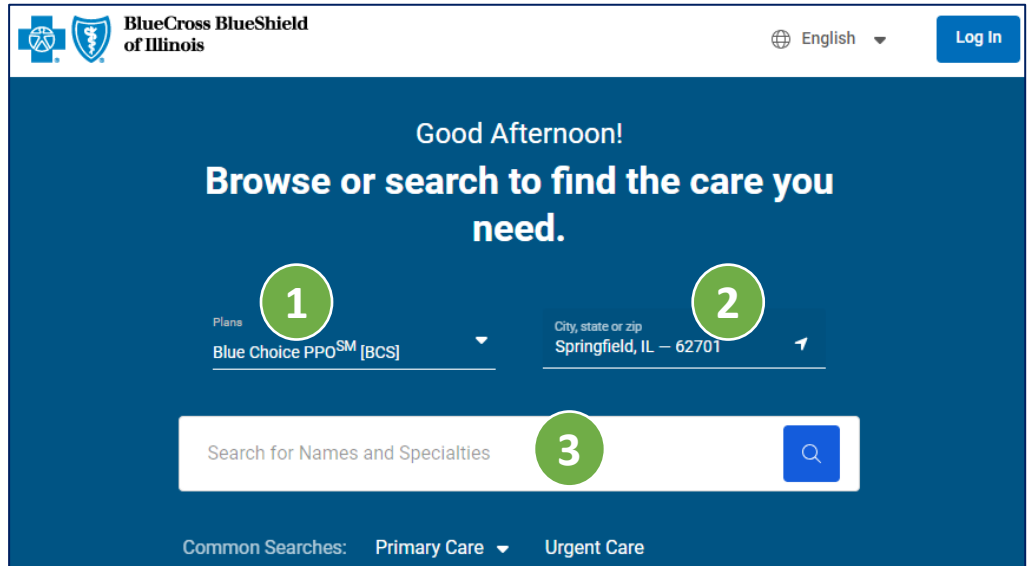 BlueCross BlueShield
of Illinois
English
Log In
Good Afternoon!
Browse or search to find the care you
need.
1
2
Plans
City, state or zip
Blue Choice PPOSM [BCS]
Springfield, IL — 62701
Search for Names and Specialties
3
Common Searches: Primary Care Urgent Care